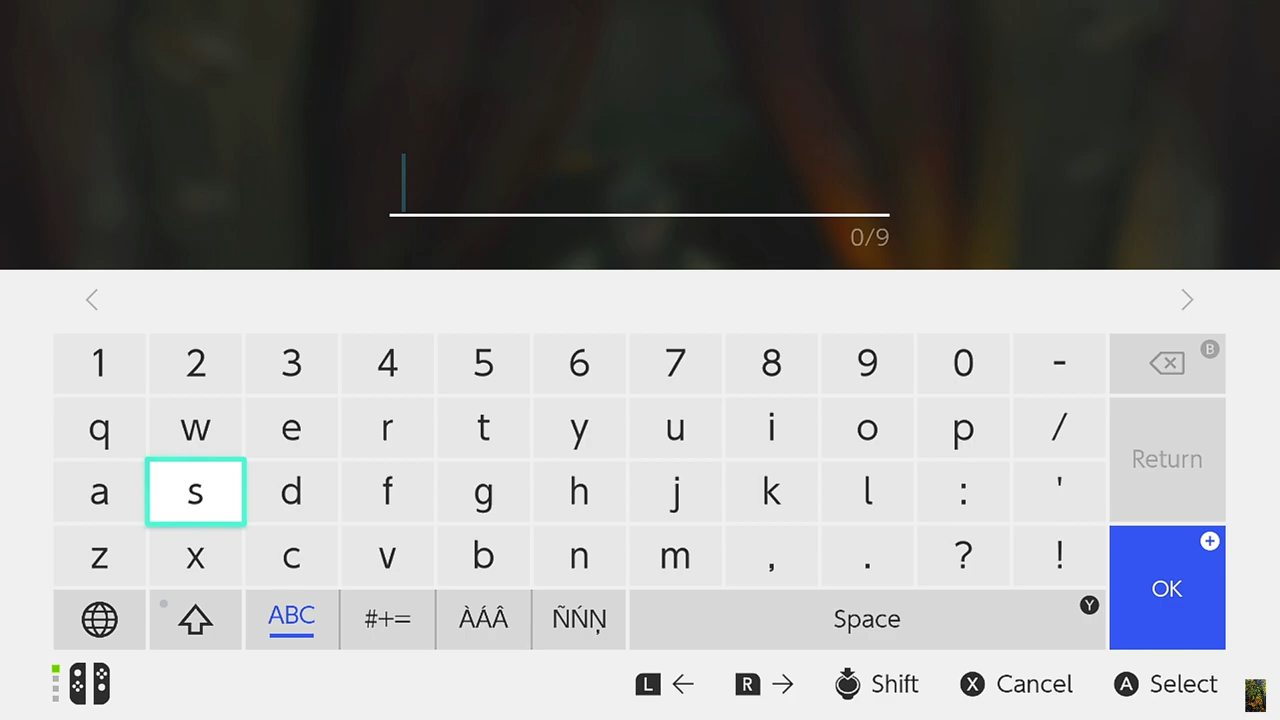 0/9
1 2 3 4 5 6 7 8 9 0 - B
q w e r t y u i o p /
Return
a s d f g h j k l : '
z x c v b n m , . ? ! +
OK
ABC #+= ÀÁÂ ÑŃŅ Space Y
L ← R → Shift X Cancel A Select